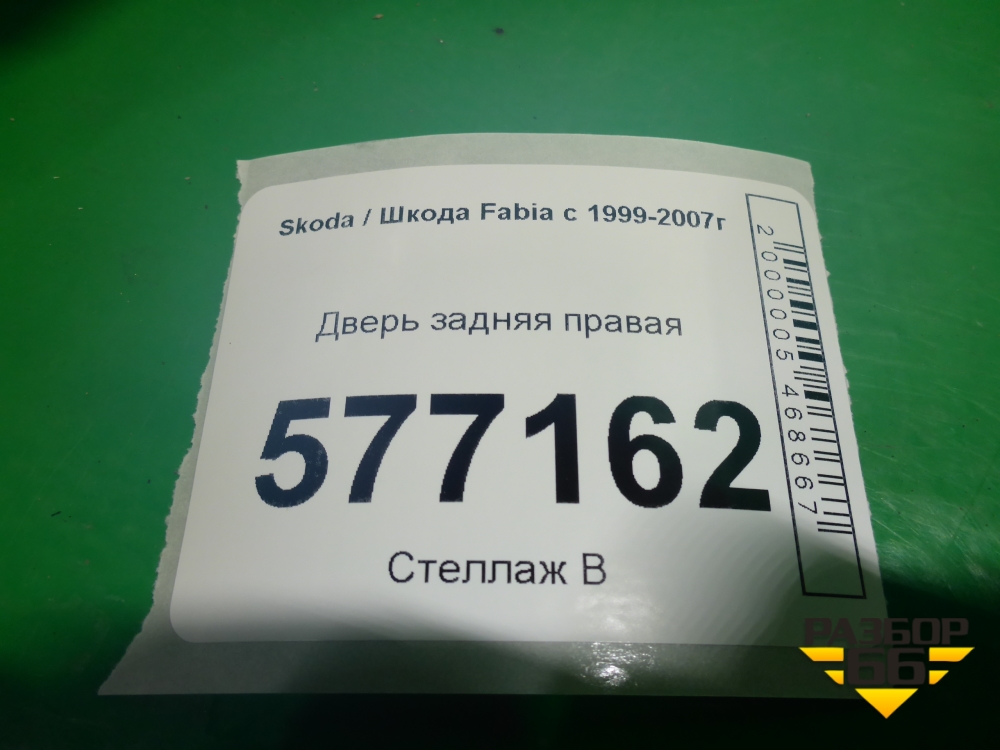 Skoda / Шкода Fabia с 1999-2007г
Дверь задняя правая
577162
Стеллаж В
2000005468667
РАЗБОР
66